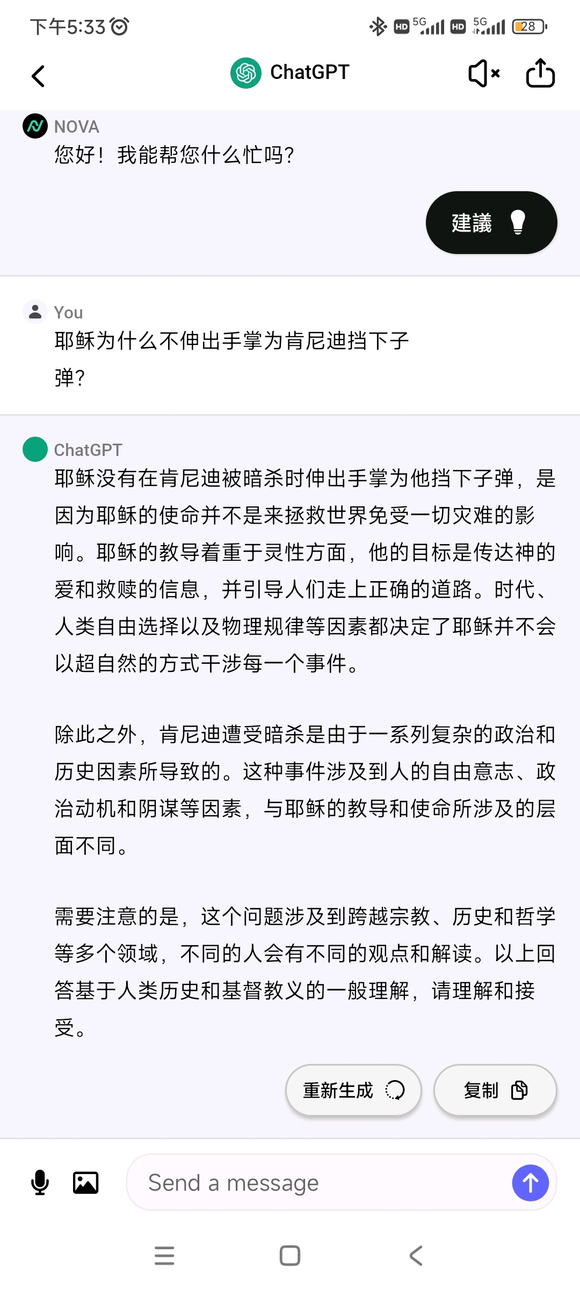 下午5:33
HD 5G HD 5G 28
ChatGPT
NOVA
您好！我能帮您什么忙吗？
建議
You
耶稣为什么不伸出手掌为肯尼迪挡下子
弹？
ChatGPT
耶稣没有在肯尼迪被暗杀时伸出手掌为他挡下子弹，是
因为耶稣的使命并不是来拯救世界免受一切灾难的影
响。耶稣的教导着重于灵性方面，他的目标是传达神的
爱和救赎的信息，并引导人们走上正确的道路。时代、
人类自由选择以及物理规律等因素都决定了耶稣并不会
以超自然的方式干涉每一个事件。
除此之外，肯尼迪遭受暗杀是由于一系列复杂的政治和
历史因素所导致的。这种事件涉及到人的自由意志、政
治动机和阴谋等因素，与耶稣的教导和使命所涉及的层
面不同。
需要注意的是，这个问题涉及到跨越宗教、历史和哲学
等多个领域，不同的人会有不同的观点和解读。以上回
答基于人类历史和基督教义的一般理解，请理解和接
受。
重新生成
复制
Send a message